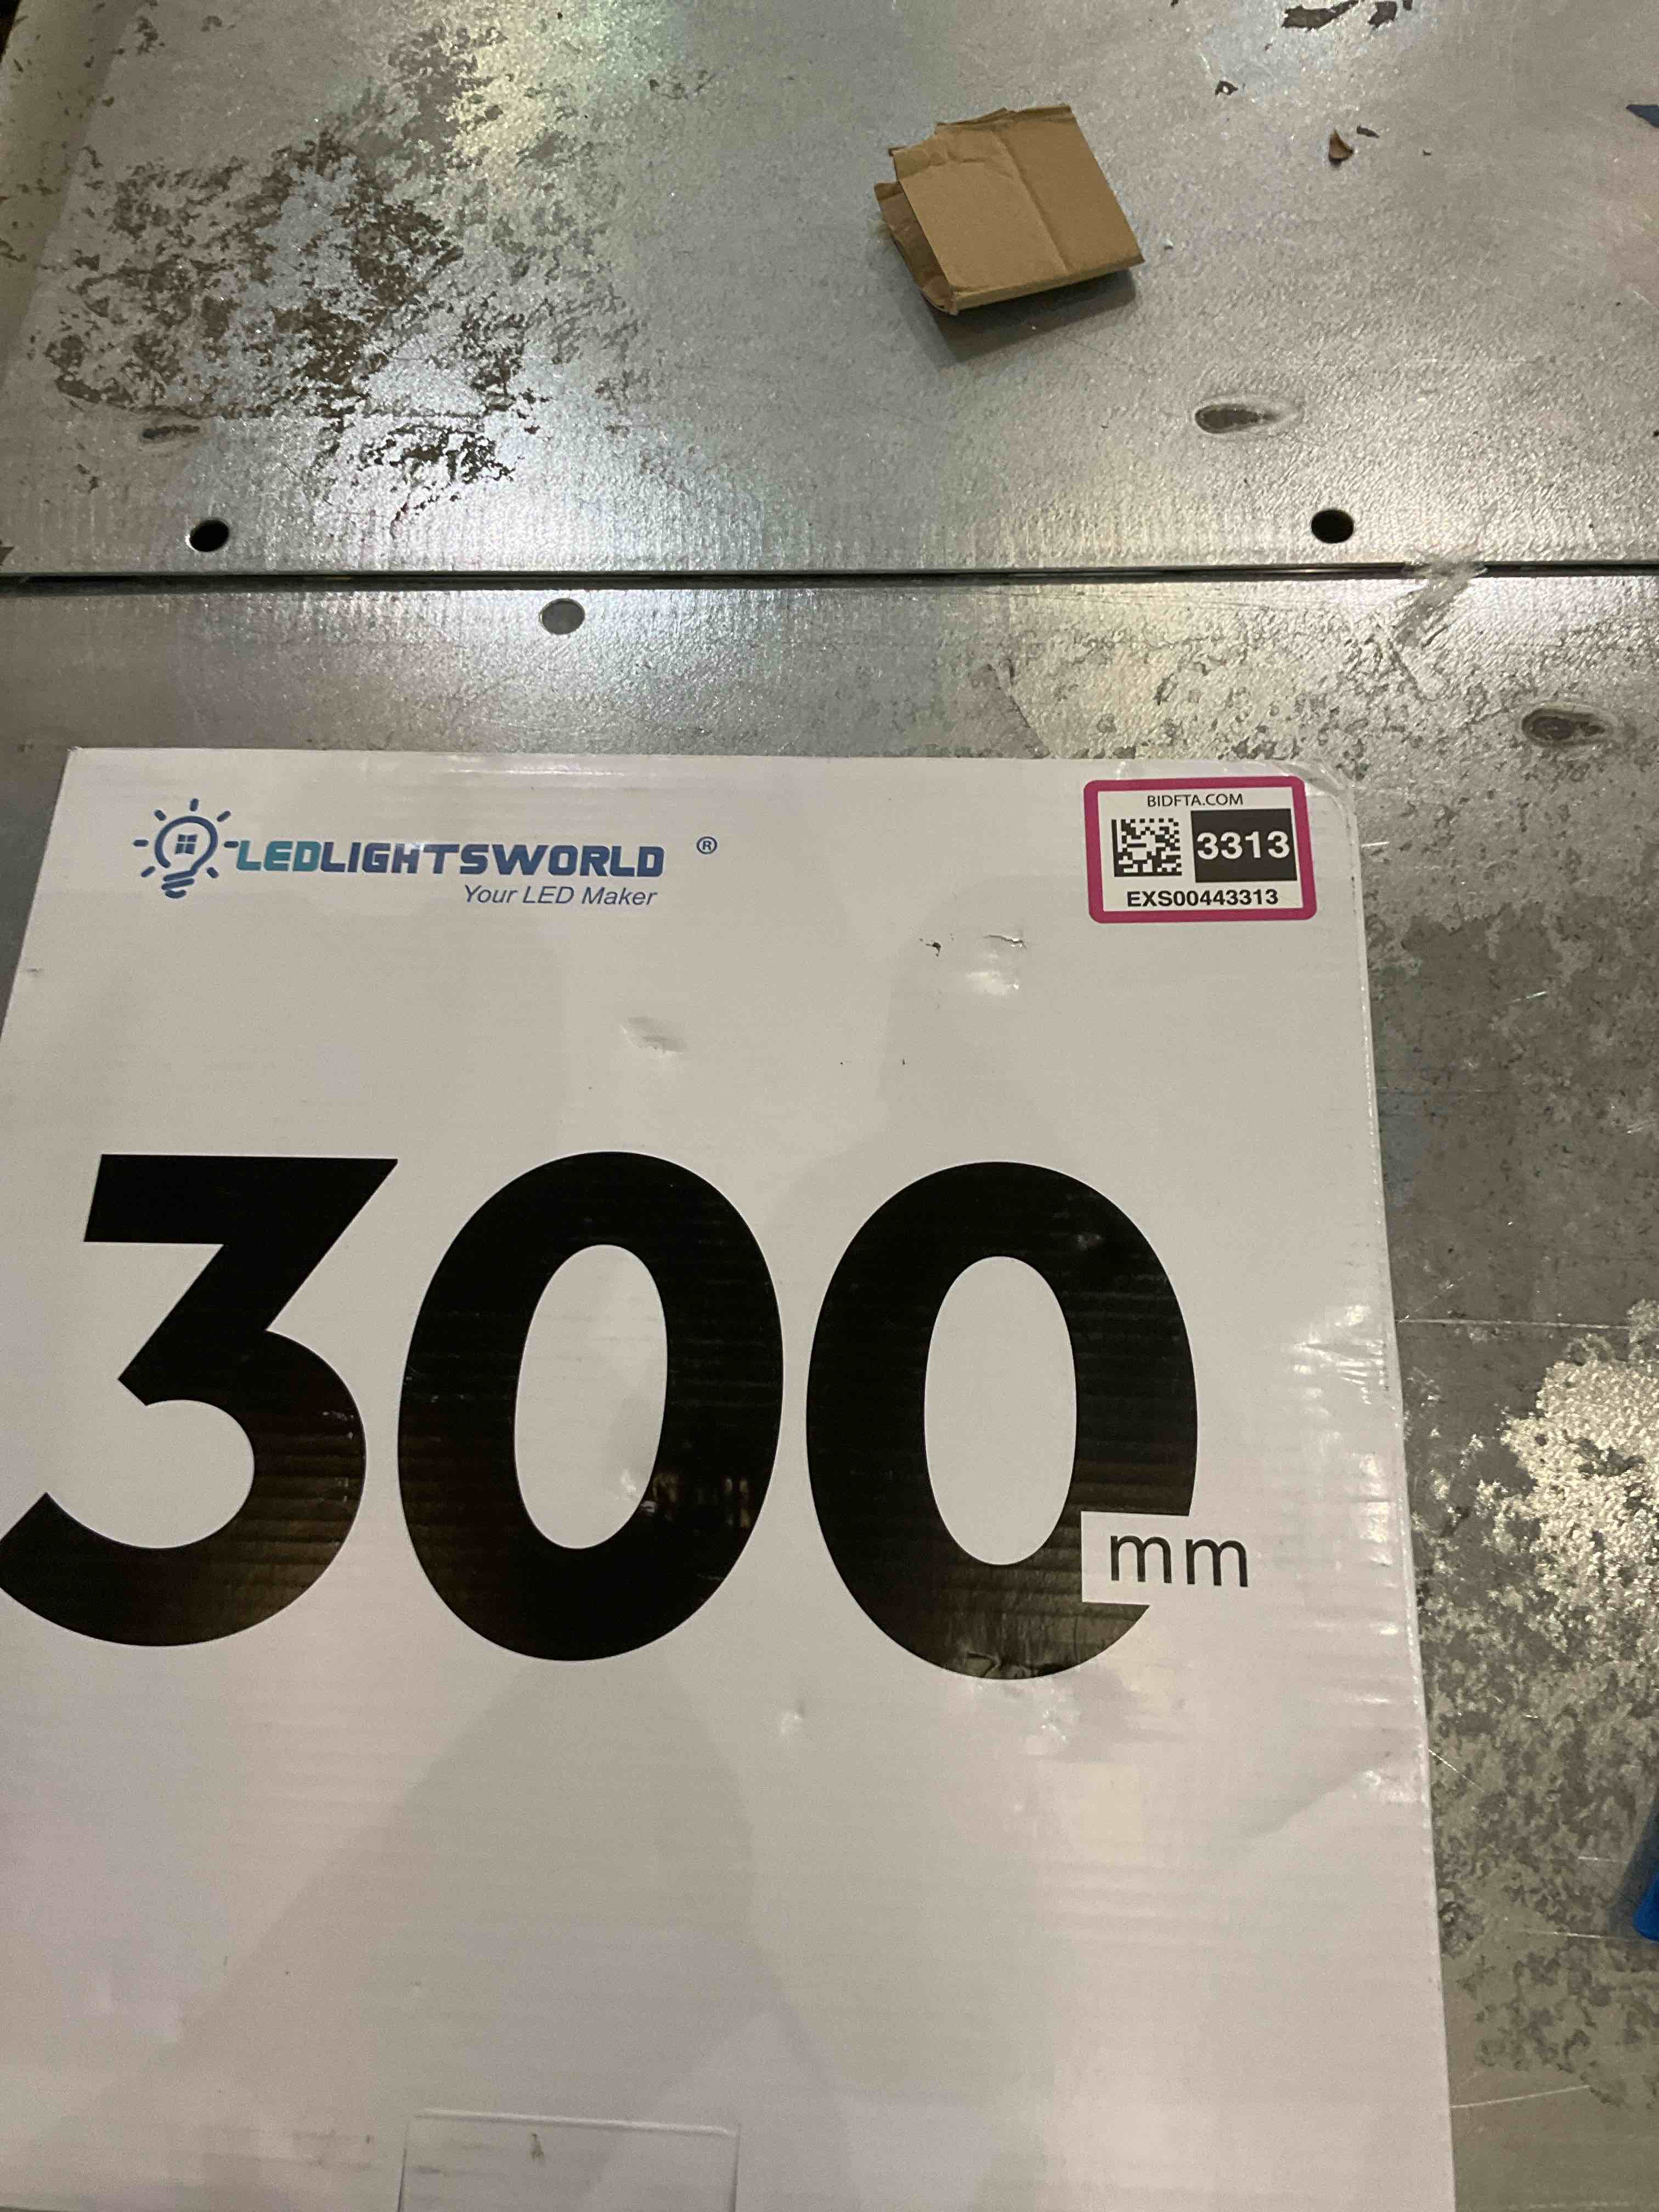 LEDLIGHTSWORLD ®
Your LED Maker
BIDFTA.COM
3313
EXS00443313
300
mm